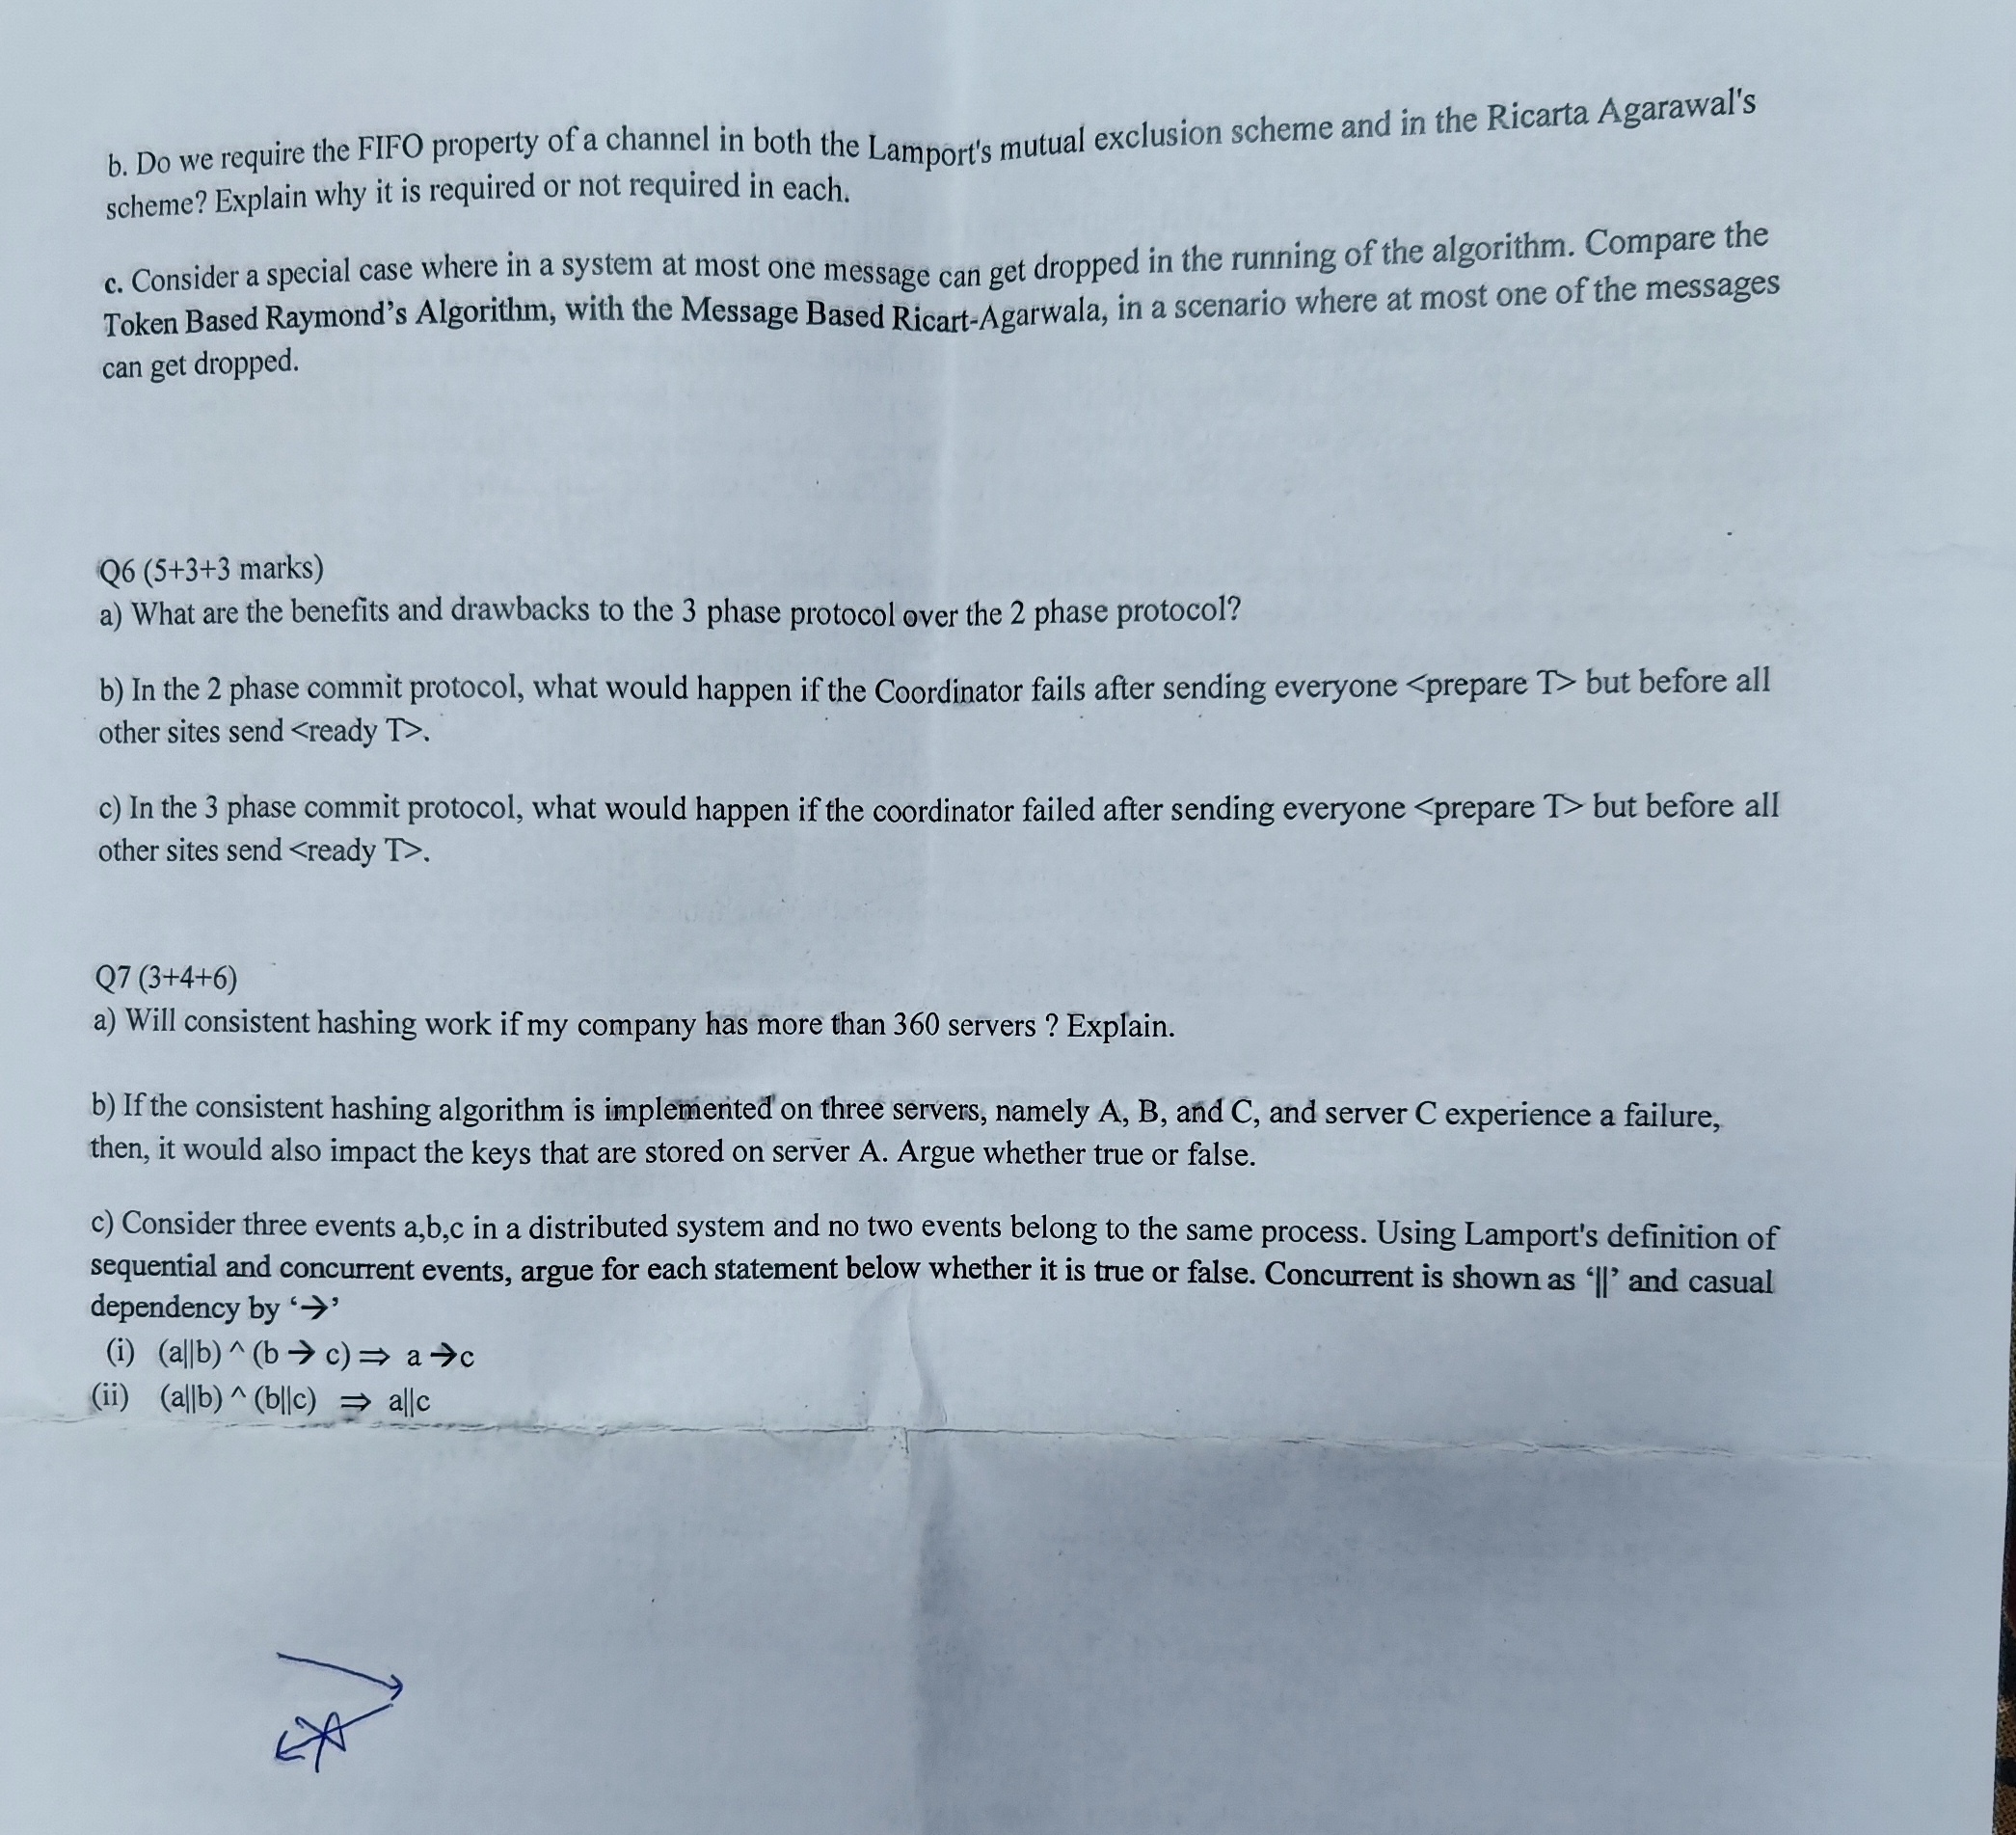 b. Do we require the FIFO property of a channel in both the Lamport's mutual exclusion scheme and in the Ricarta Agarawal's
scheme? Explain why it is required or not required in each.
c. Consider a special case where in a system at most one message can get dropped in the running of the algorithm. Compare the
Token Based Raymond’s Algorithm, with the Message Based Ricart-Agarwala, in a scenario where at most one of the messages
can get dropped.
Q6 (5+3+3 marks)
a) What are the benefits and drawbacks to the 3 phase protocol over the 2 phase protocol?
b) In the 2 phase commit protocol, what would happen if the Coordinator fails after sending everyone <prepare T> but before all
other sites send <ready T>.
c) In the 3 phase commit protocol, what would happen if the coordinator failed after sending everyone <prepare T> but before all
other sites send <ready T>.
Q7 (3+4+6)
a) Will consistent hashing work if my company has more than 360 servers ? Explain.
b) If the consistent hashing algorithm is implemented on three servers, namely A, B, and C, and server C experience a failure,
then, it would also impact the keys that are stored on server A. Argue whether true or false.
c) Consider three events a,b,c in a distributed system and no two events belong to the same process. Using Lamport's definition of
sequential and concurrent events, argue for each statement below whether it is true or false. Concurrent is shown as ‘||’ and casual
dependency by ‘→’
(i) (a||b) ^ (b → c) ⇒ a →c
(ii) (a||b) ^ (b||c) ⇒ a||c